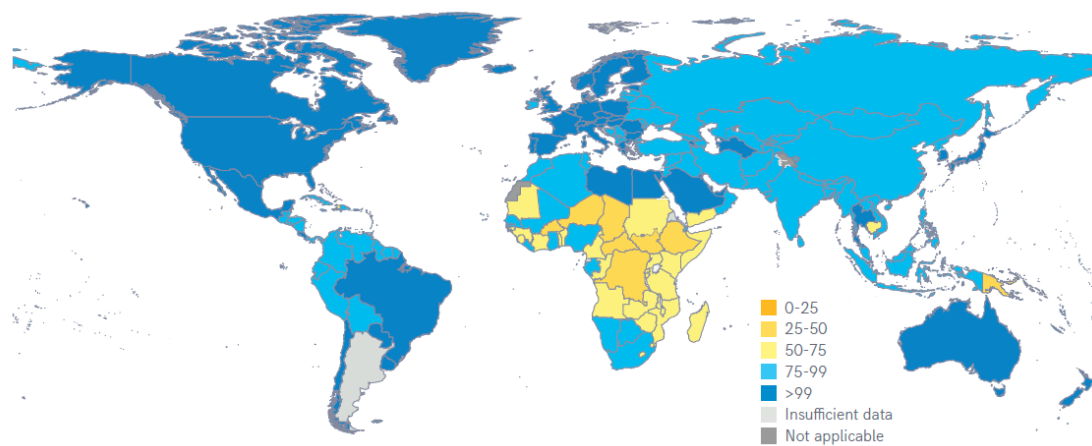 0-25
25-50
50-75
75-99
>99
Insufficient data
Not applicable